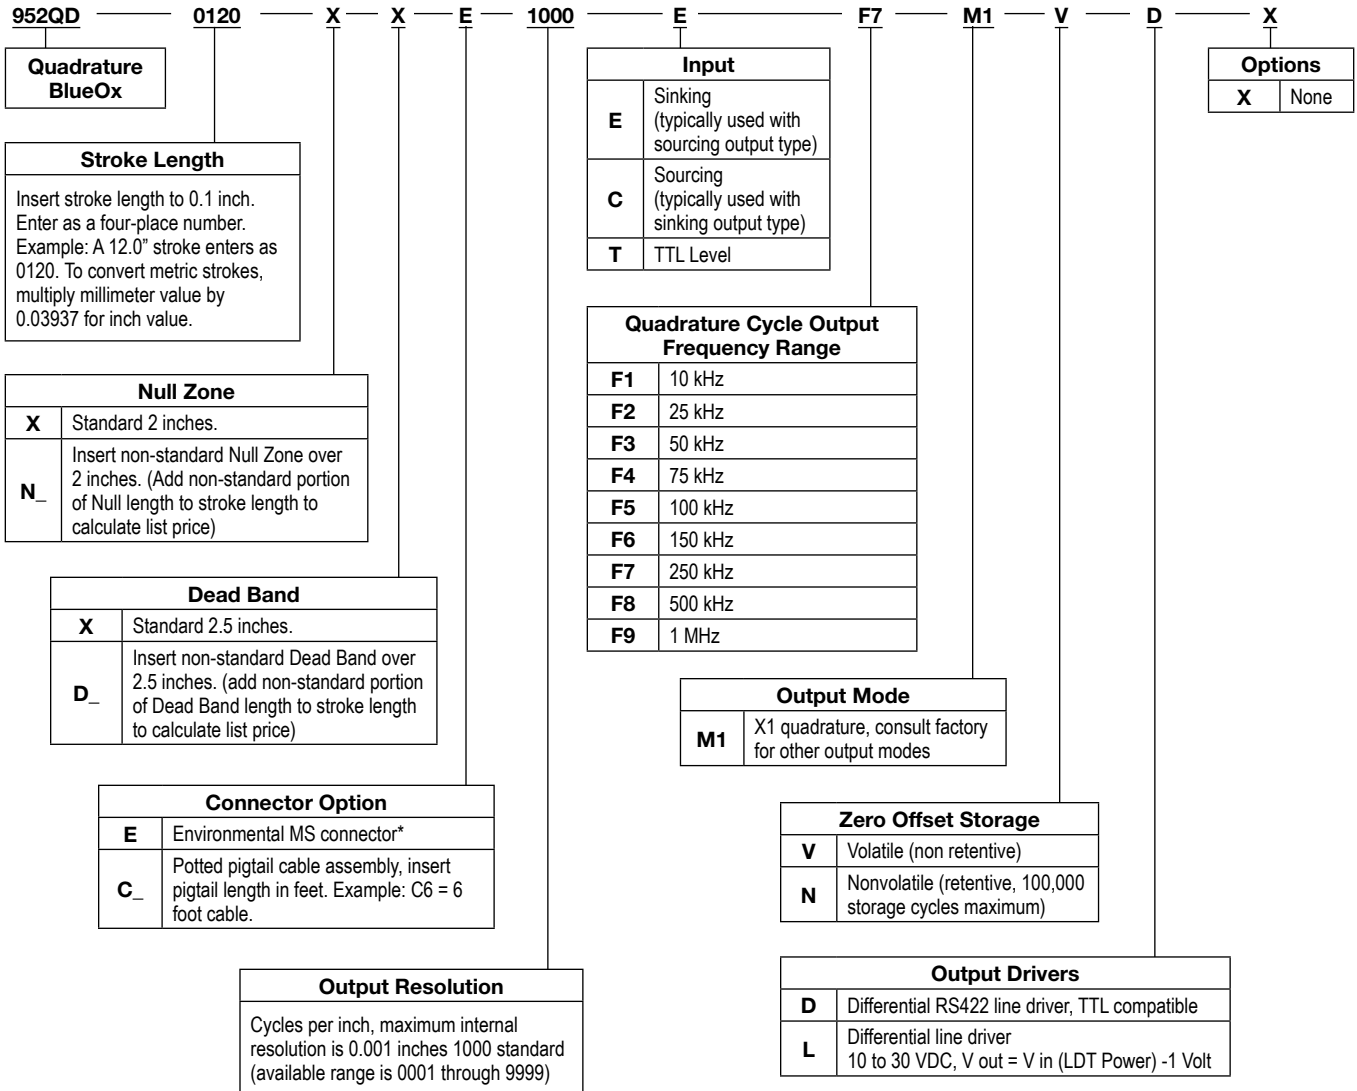 952QD 0120 X X E 1000 E F7 M1 V D X
Quadrature
BlueOx
Stroke Length
Insert stroke length to 0.1 inch.
Enter as a four-place number.
Example: A 12.0” stroke enters as
0120. To convert metric strokes,
multiply millimeter value by
0.03937 for inch value.
Null Zone
X Standard 2 inches.
N_ Insert non-standard Null Zone over
2 inches. (Add non-standard portion
of Null length to stroke length to
calculate list price)
Dead Band
X Standard 2.5 inches.
D_ Insert non-standard Dead Band over
2.5 inches. (add non-standard portion
of Dead Band length to stroke length
to calculate list price)
Connector Option
E Environmental MS connector*
C_ Potted pigtail cable assembly, insert
pigtail length in feet. Example: C6 = 6
foot cable.
Output Resolution
Cycles per inch, maximum internal
resolution is 0.001 inches 1000 standard
(available range is 0001 through 9999)
Input
E Sinking
(typically used with
sourcing output type)
C Sourcing
(typically used with
sinking output type)
T TTL Level
Quadrature Cycle Output
Frequency Range
F1 10 kHz
F2 25 kHz
F3 50 kHz
F4 75 kHz
F5 100 kHz
F6 150 kHz
F7 250 kHz
F8 500 kHz
F9 1 MHz
Output Mode
M1 X1 quadrature, consult factory
for other output modes
Zero Offset Storage
V Volatile (non retentive)
N Nonvolatile (retentive, 100,000
storage cycles maximum)
Output Drivers
D Differential RS422 line driver, TTL compatible
L Differential line driver
10 to 30 VDC, V out = V in (LDT Power) -1 Volt
Options
X None